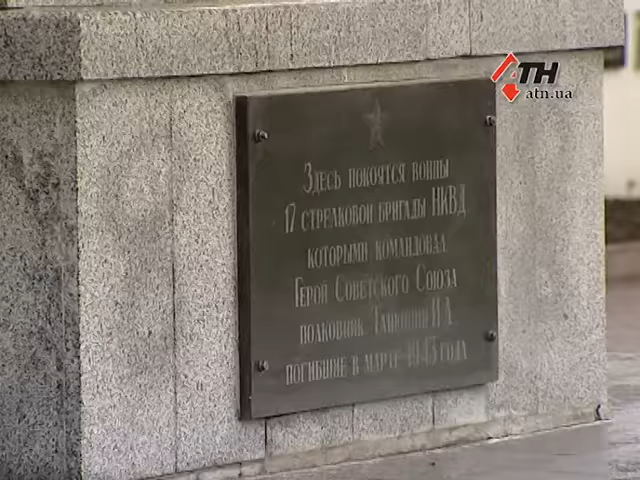 АТН
atn.ua
Здесь покоятся воины
17 стрелковой бригады НКВД
которыми командовал
Герой Советского Союза
полковник Танкопий И.А.
погибшие в марте 1943 года